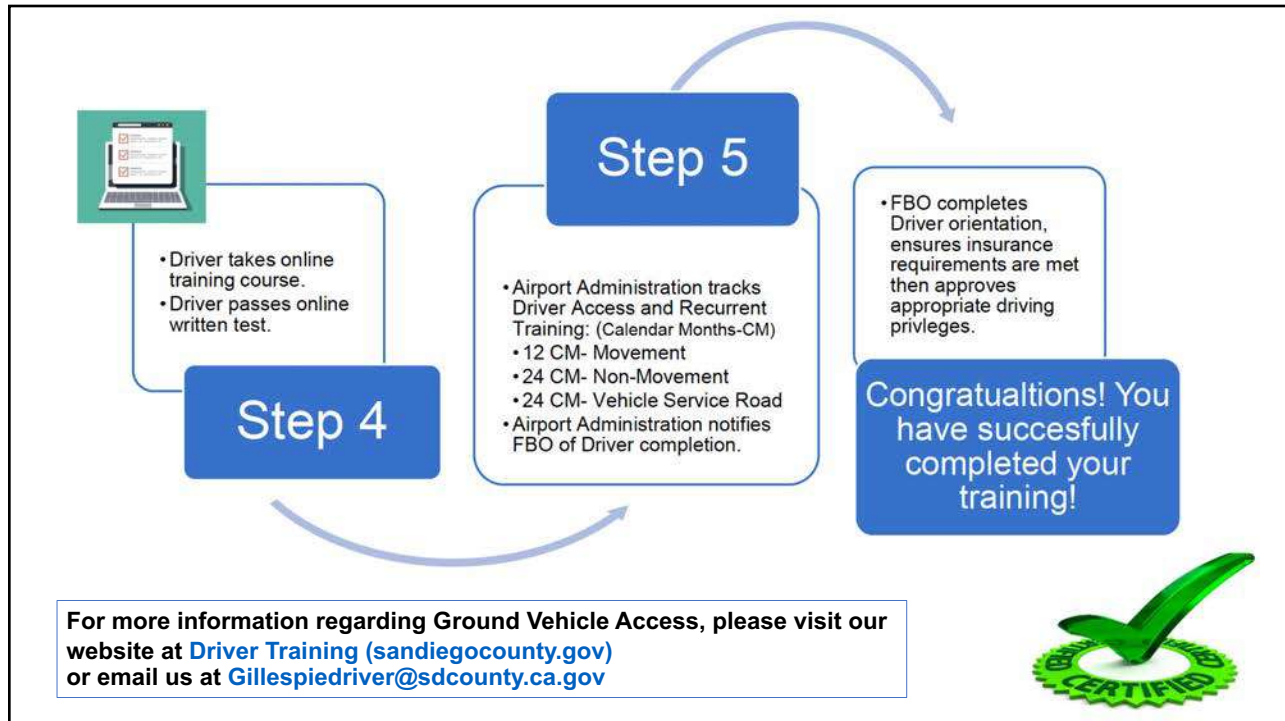 • Driver takes online
training course.
• Driver passes online
written test.
Step 4
Step 5
• Airport Administration tracks
Driver Access and Recurrent
Training: (Calendar Months-CM)
• 12 CM- Movement
• 24 CM- Non-Movement
• 24 CM- Vehicle Service Road
• Airport Administration notifies
FBO of Driver completion.
• FBO completes
Driver orientation,
ensures insurance
requirements are met
then approves
appropriate driving
privleges.
Congratualtions! You
have succesfully
completed your
training!
For more information regarding Ground Vehicle Access, please visit our
website at Driver Training (sandiegocounty.gov)
or email us at Gillespiedriver@sdcounty.ca.gov
CERTIFIED